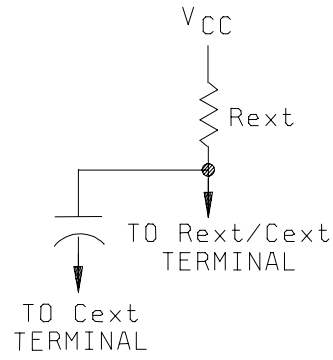 VCC
Rext
TO Rext/Cext
TERMINAL
TO Cext
TERMINAL